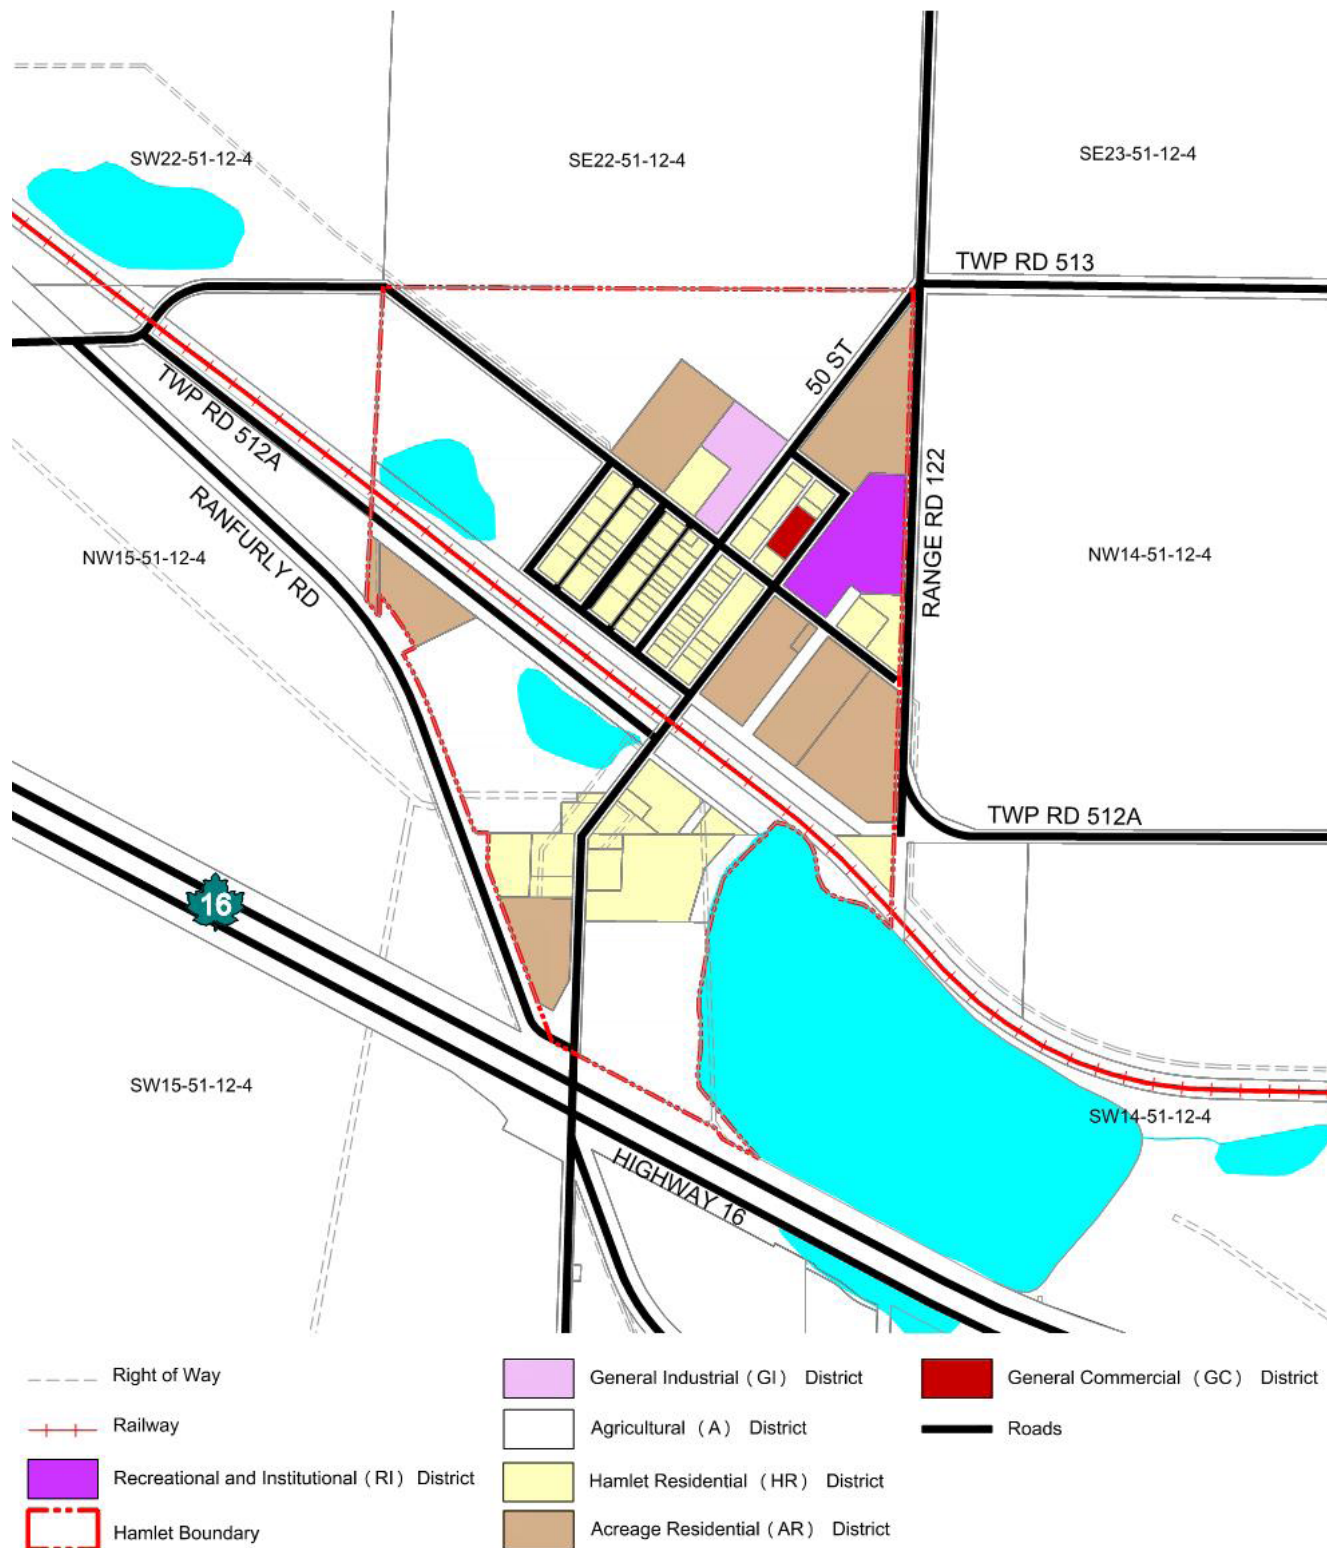 SW22-51-12-4
SE22-51-12-4
SE23-51-12-4
TWP RD 513
50 ST
TWP RD 512A
RANFURLY RD
RANGE RD 122
NW15-51-12-4
NW14-51-12-4
TWP RD 512A
16
SW15-51-12-4
SW14-51-12-4
HIGHWAY 16
Right of Way
Railway
Recreational and Institutional (RI) District
Hamlet Boundary
General Industrial (GI) District
Agricultural (A) District
Hamlet Residential (HR) District
Acreage Residential (AR) District
General Commercial (GC) District
Roads